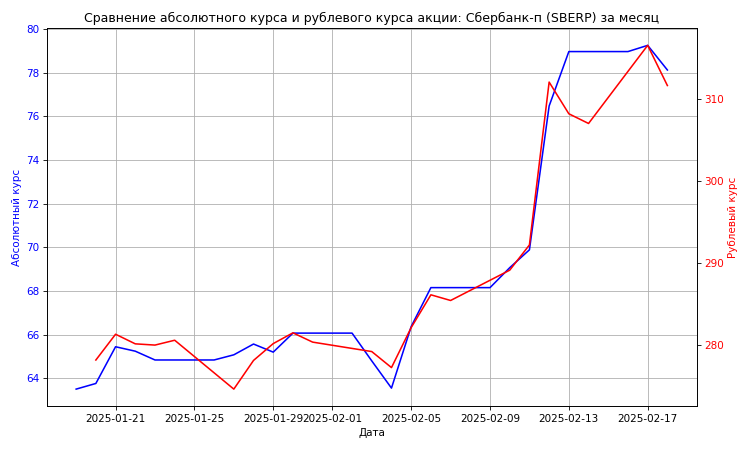 Сравнение абсолютного курса и рублевого курса акции: Сбербанк-п (SBERP) за месяц
80
78
76
74
72
70
68
66
64
Абсолютный курс
310
300
290
280
Рублевый курс
2025-01-21 2025-01-25 2025-01-29 2025-02-01 2025-02-05 2025-02-09 2025-02-13 2025-02-17
Дата